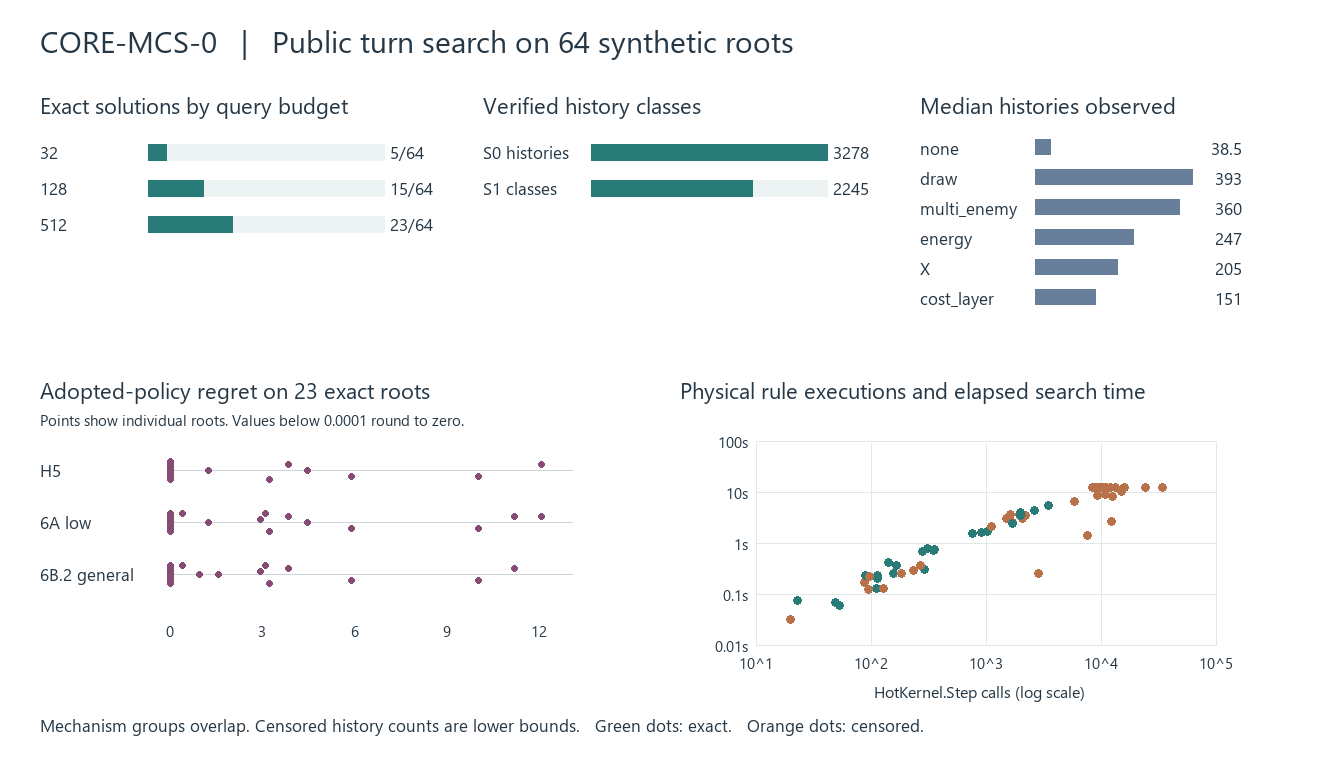 CORE-MCS-0 | Public turn search on 64 synthetic roots
Exact solutions by query budget
32 5/64
128 15/64
512 23/64
Verified history classes
S0 histories 3278
S1 classes 2245
Median histories observed
none 38.5
draw 393
multi_enemy 360
energy 247
X 205
cost_layer 151
Adopted-policy regret on 23 exact roots
Points show individual roots. Values below 0.0001 round to zero.
H5
6A low
6B.2 general
0 3 6 9 12
Physical rule executions and elapsed search time
100s
10s
1s
0.1s
0.01s
10^1 10^2 10^3 10^4 10^5
HotKernel.Step calls (log scale)
Mechanism groups overlap. Censored history counts are lower bounds. Green dots: exact. Orange dots: censored.